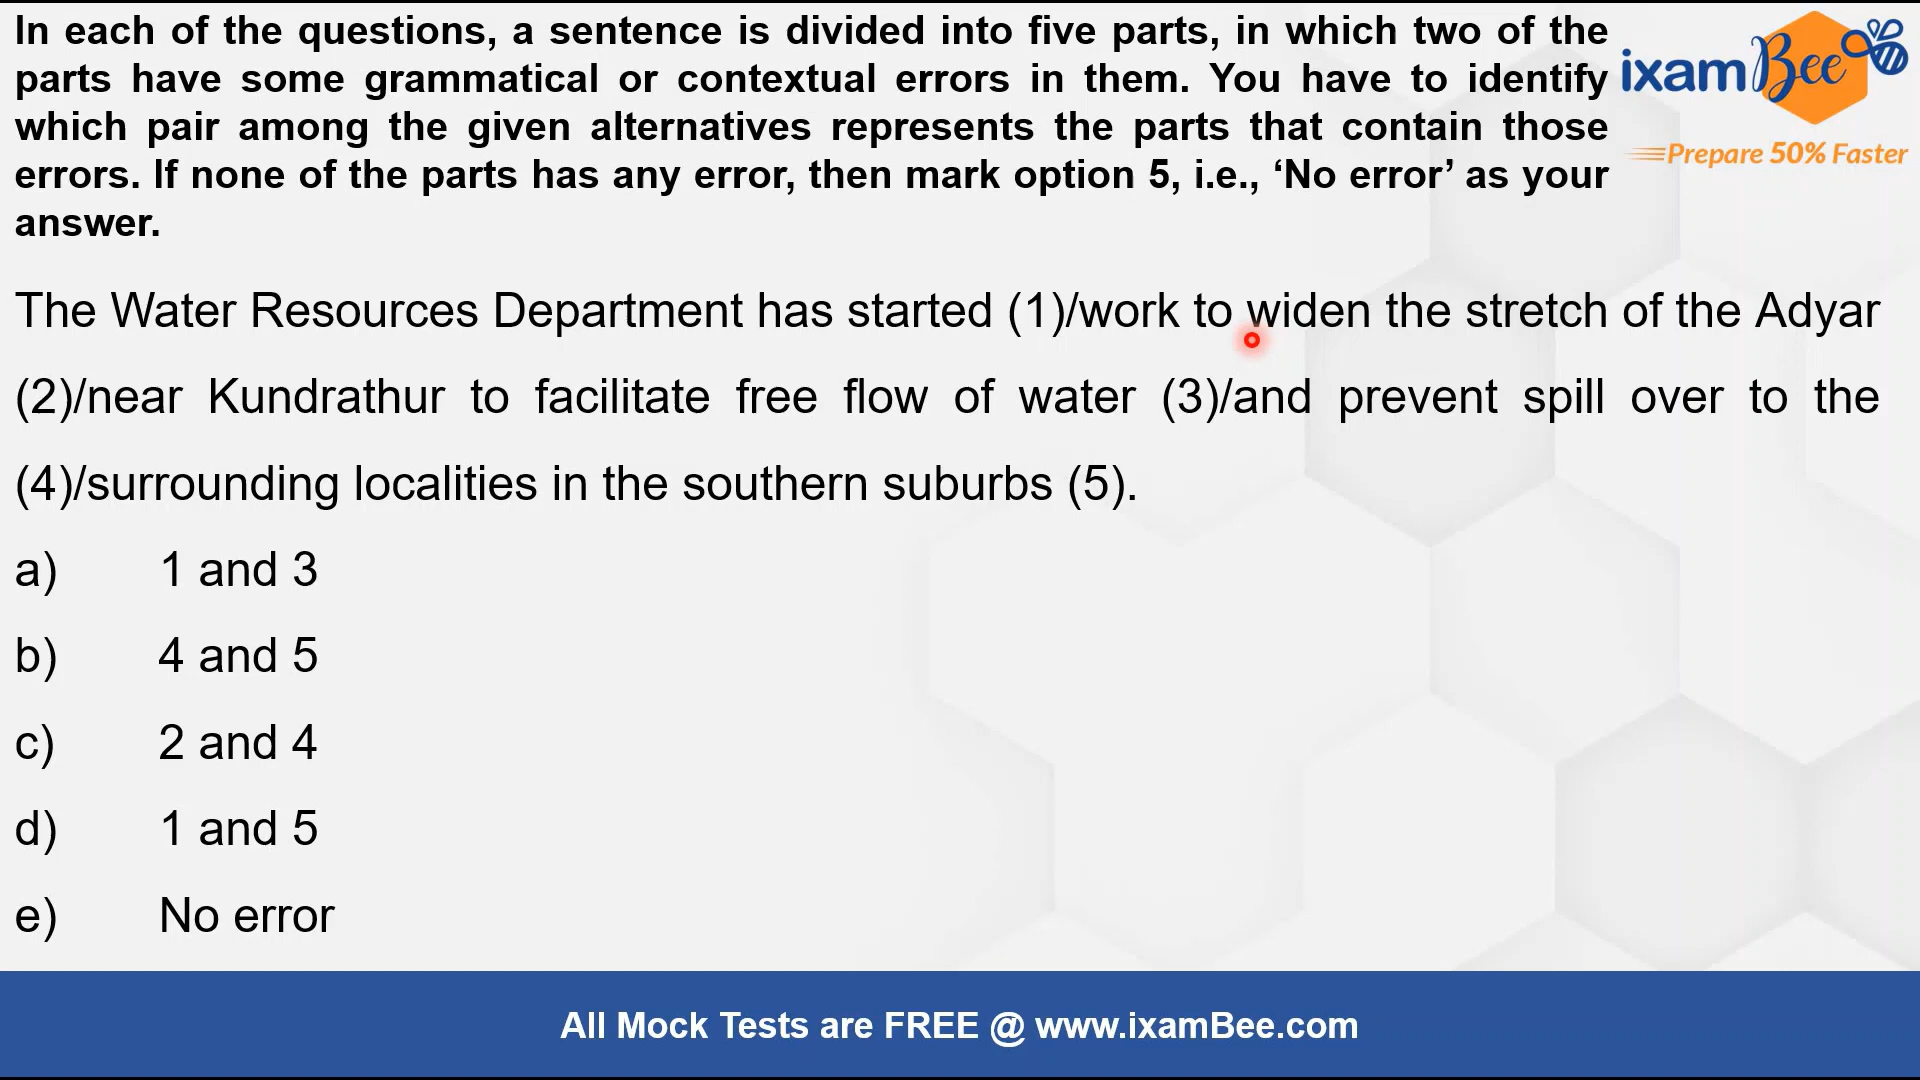 In each of the questions, a sentence is divided into five parts, in which two of the
parts have some grammatical or contextual errors in them. You have to identify
which pair among the given alternatives represents the parts that contain those
errors. If none of the parts has any error, then mark option 5, i.e., ‘No error’ as your
answer.
ixamBee
Prepare 50% Faster
The Water Resources Department has started (1)/work to widen the stretch of the Adyar
(2)/near Kundrathur to facilitate free flow of water (3)/and prevent spill over to the
(4)/surrounding localities in the southern suburbs (5).
a) 1 and 3
b) 4 and 5
c) 2 and 4
d) 1 and 5
e) No error
All Mock Tests are FREE @ www.ixamBee.com